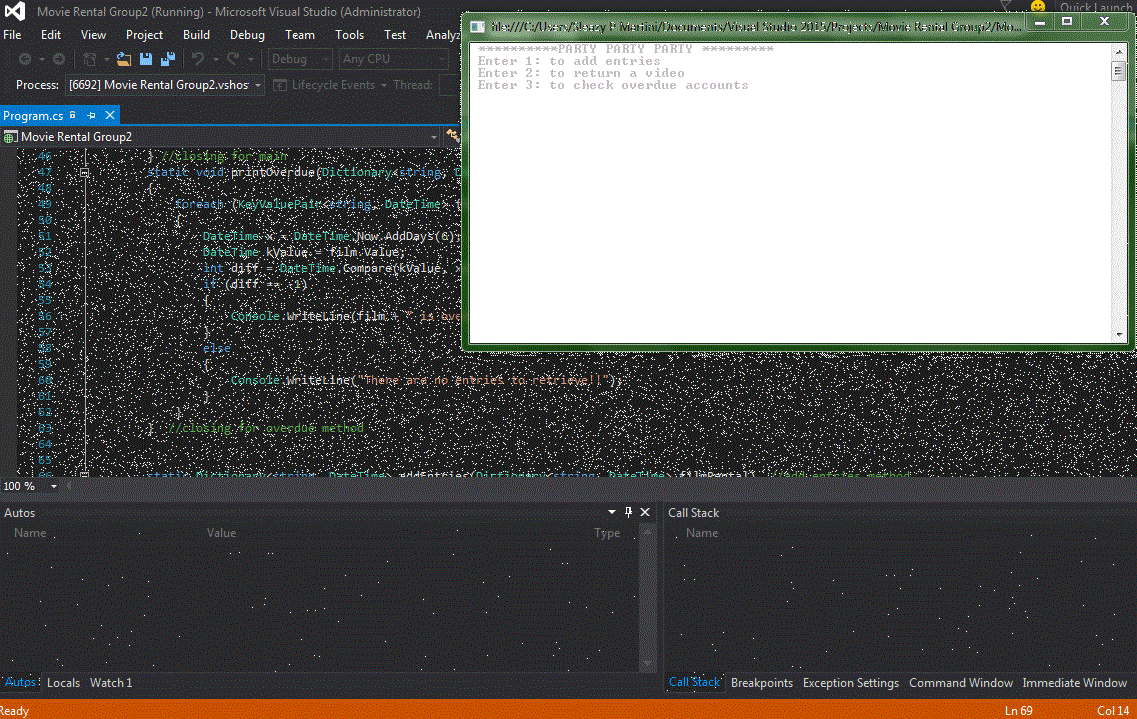 Movie Rental Group2 (Running) - Microsoft Visual Studio (Administrator)
Quick Launch
File Edit View Project Build Debug Team Tools Test Analyz
Debug Any CPU
Process: [6692] Movie Rental Group2.vshos Lifecycle Events Thread:
Program.cs
Movie Rental Group2
file:///C:/Users/Sleezy P Martini/Documents/Visual Studio 2015/Projects/Movie Rental Group2/Mo...
**********PARTY PARTY PARTY *********
Enter 1: to add entries
Enter 2: to return a video
Enter 3: to check overdue accounts
46 } //closing for main
47 static void printOverdue(Dictionary<string,
48 {
49 foreach (KeyValuePair<string, DateTime>
50 {
51 DateTime x = DateTime.Now.AddDays(6);
52 DateTime kValue = film.Value;
53 int diff = DateTime.Compare(kValue,
54 if (diff == -1)
55 {
56 Console.WriteLine(film + " is ove
57 }
58 else
59 {
60 Console.WriteLine("There are no entries to retrieve!!");
61 }
62 }
63 } //closing for overdue method
64
65
static Dictionary<string, DateTime> addEntries(Dictionary<string, DateTime> filmRental) //add entries method
100 %
Autos
Name Value Type
Call Stack
Name
Autos Locals Watch 1
Call Stack Breakpoints Exception Settings Command Window Immediate Window
Ready Ln 69 Col 14